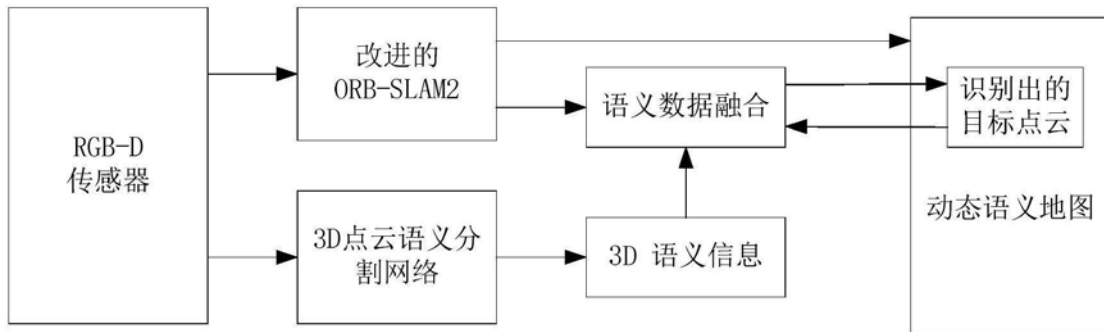 RGB-D
传感器
改进的
ORB-SLAM2
3D点云语义分
割网络
语义数据融合
3D 语义信息
识别出的
目标点云
动态语义地图